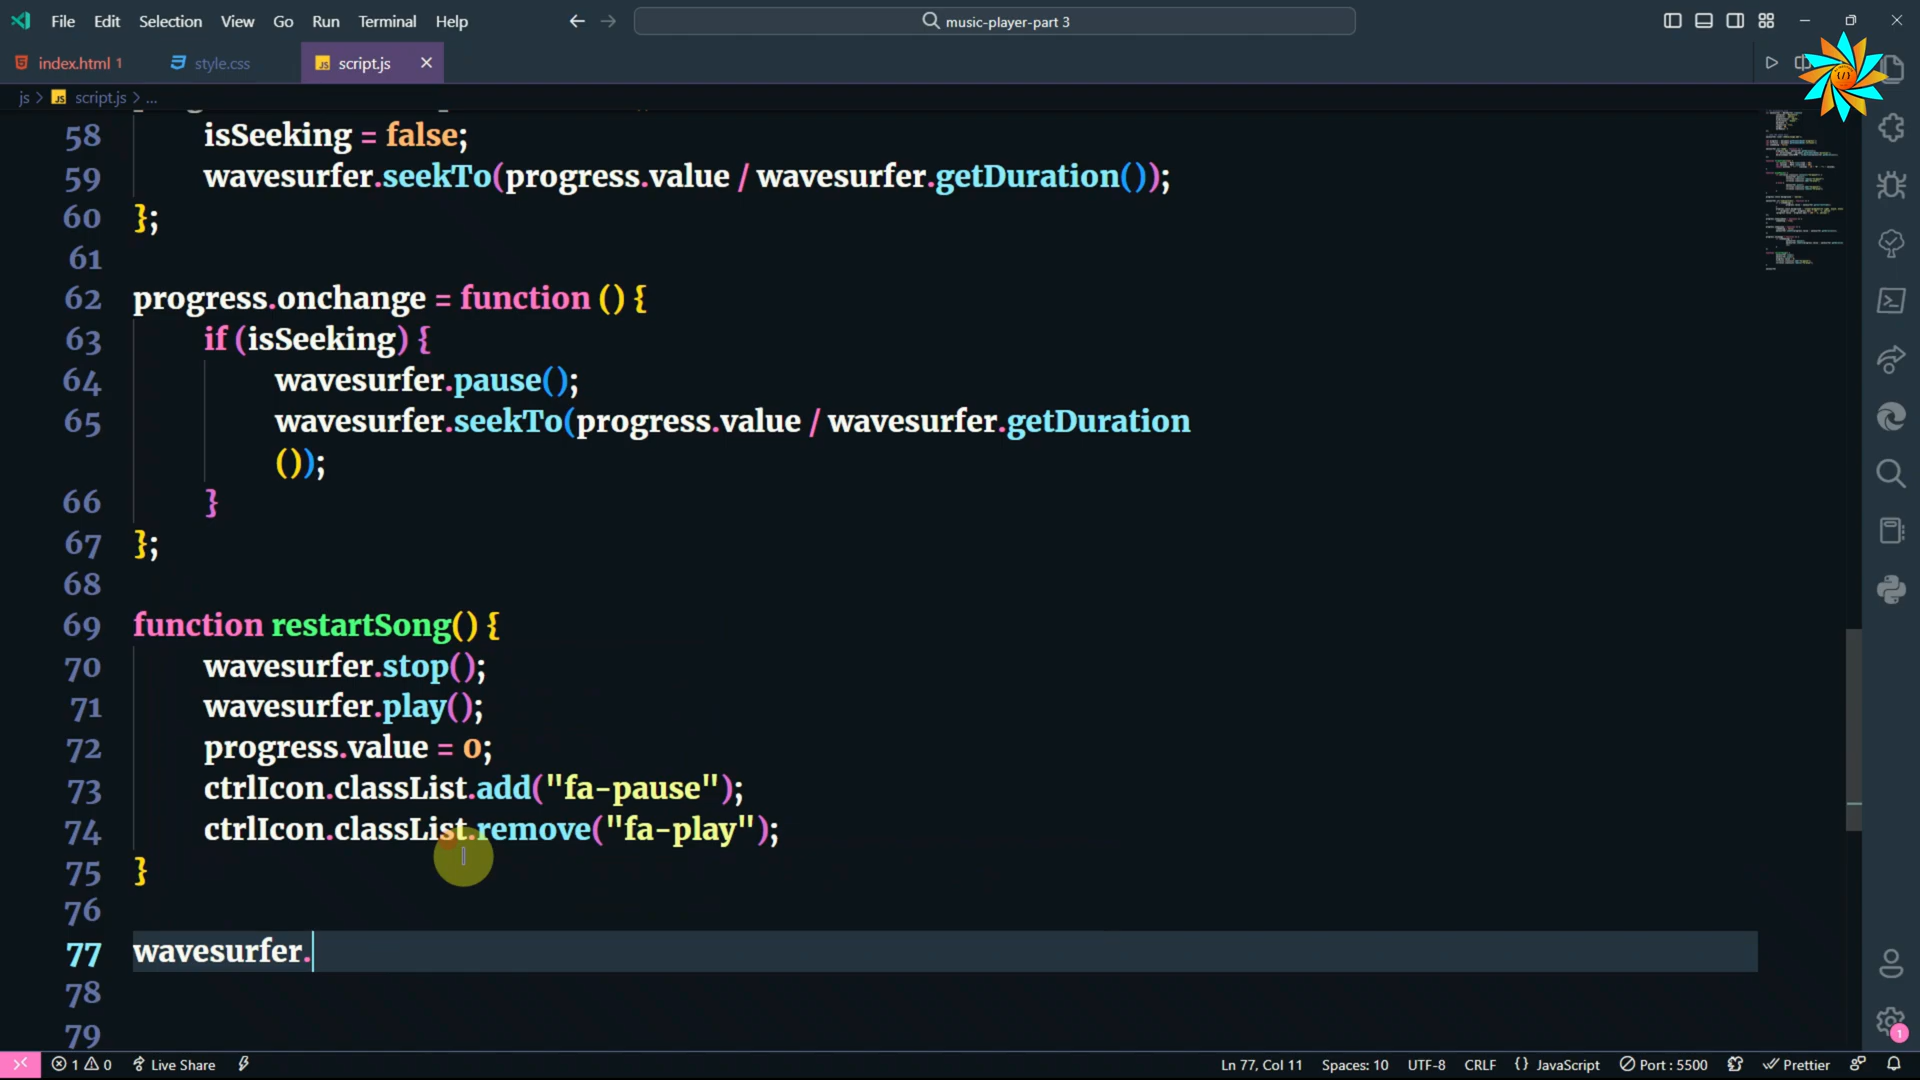 File Edit Selection View Go Run Terminal Help
music-player-part 3
index.html 1 style.css script.js
js > script.js > ...
58 isSeeking = false;
59 wavesurfer.seekTo(progress.value / wavesurfer.getDuration());
60 };
61
62 progress.onchange = function () {
63 if (isSeeking) {
64 wavesurfer.pause();
65 wavesurfer.seekTo(progress.value / wavesurfer.getDuration
());
66 }
67 };
68
69 function restartSong() {
70 wavesurfer.stop();
71 wavesurfer.play();
72 progress.value = 0;
73 ctrlIcon.classList.add("fa-pause");
74 ctrlIcon.classList.remove("fa-play");
75 }
76
77 wavesurfer.
78
79
1 0 Live Share Ln 77, Col 11 Spaces: 10 UTF-8 CRLF {} JavaScript Port : 5500 Prettier
1